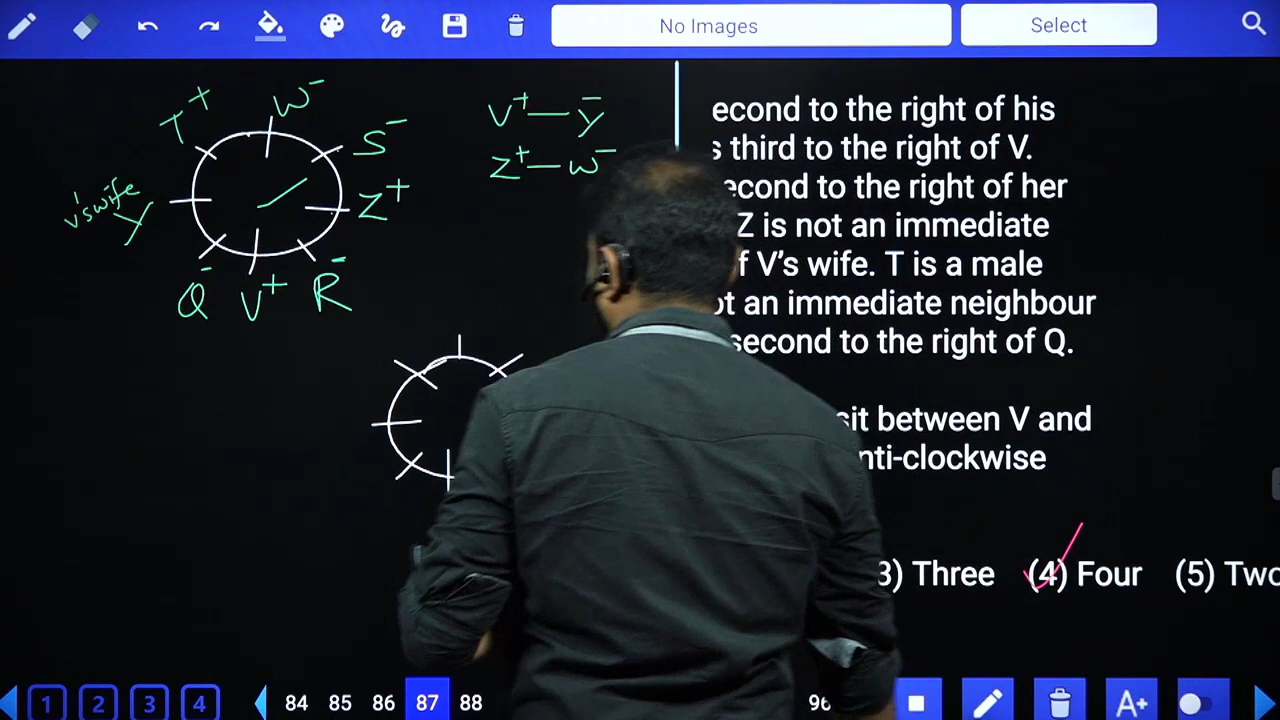 No Images
Select
T+
W-
S-
Z+
R-
V+
Q-
V's wife
Y
V+ — Y-
Z+ — W-
econd to the right of his
s third to the right of V.
econd to the right of her
Z is not an immediate
f V's wife. T is a male
ot an immediate neighbour
second to the right of Q.
sit between V and
nti-clockwise
3) Three (4) Four (5) Two
1 2 3 4 84 85 86 87 88 96 A+